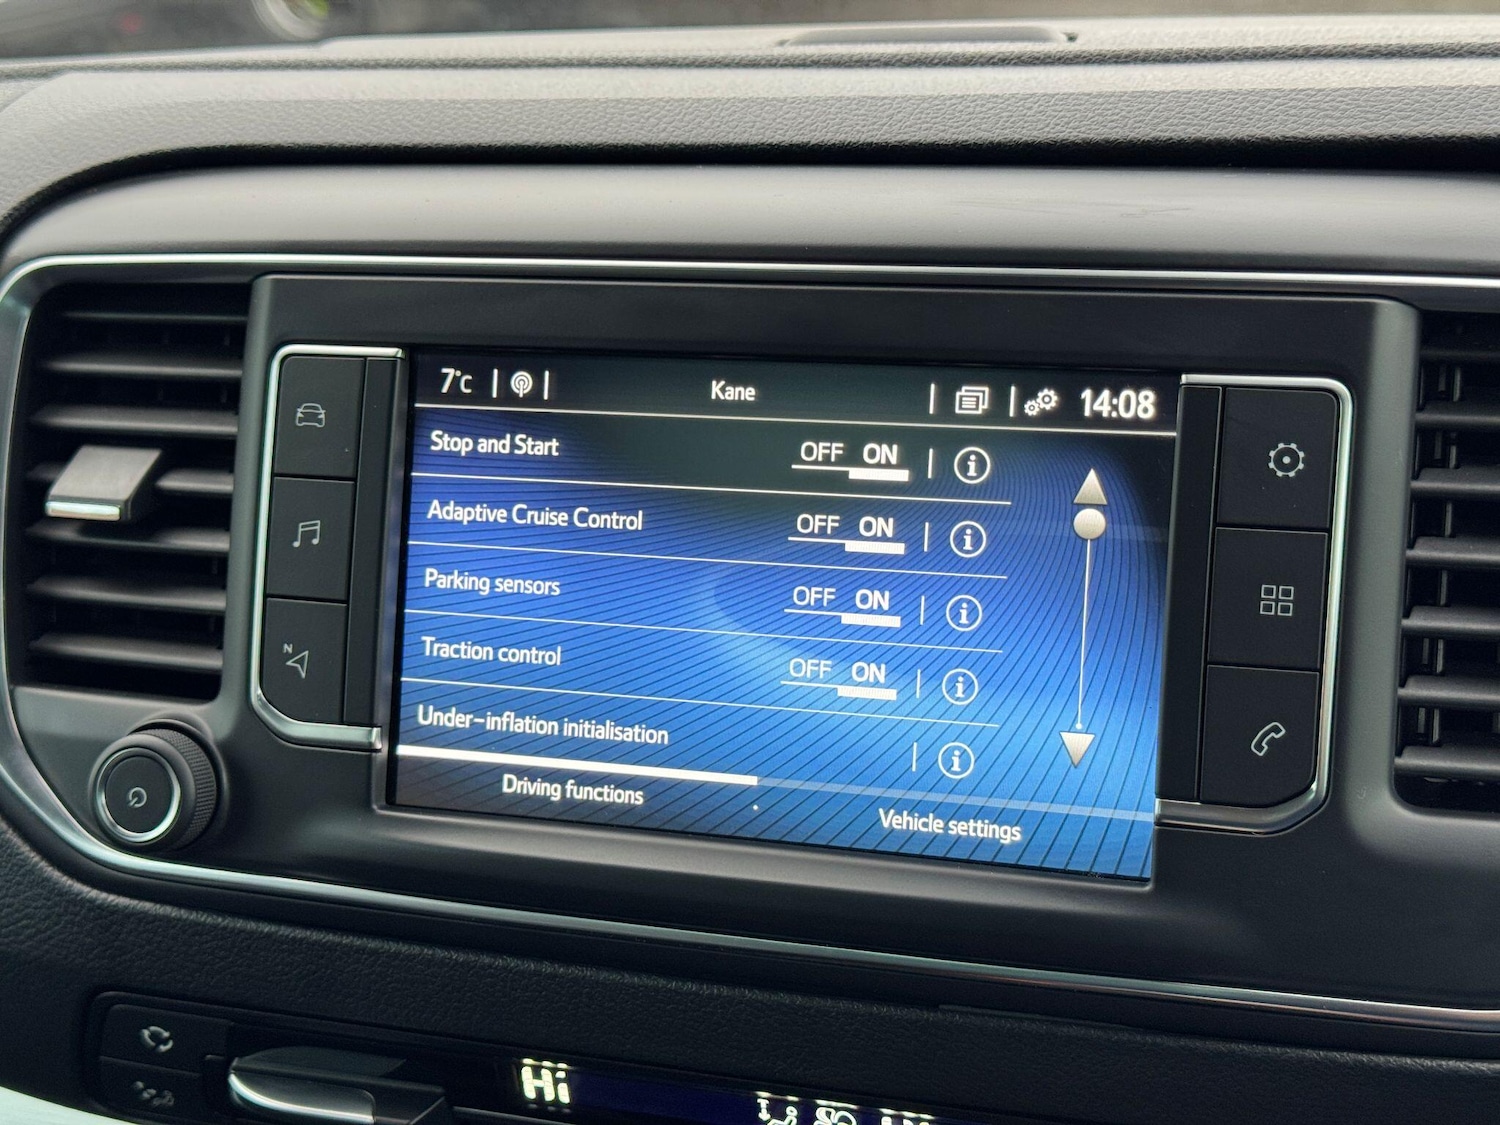 7°c Kane 14:08
Stop and Start OFF ON i
Adaptive Cruise Control OFF ON i
Parking sensors OFF ON i
Traction control OFF ON i
Under-inflation initialisation i
Driving functions Vehicle settings
N
Hi